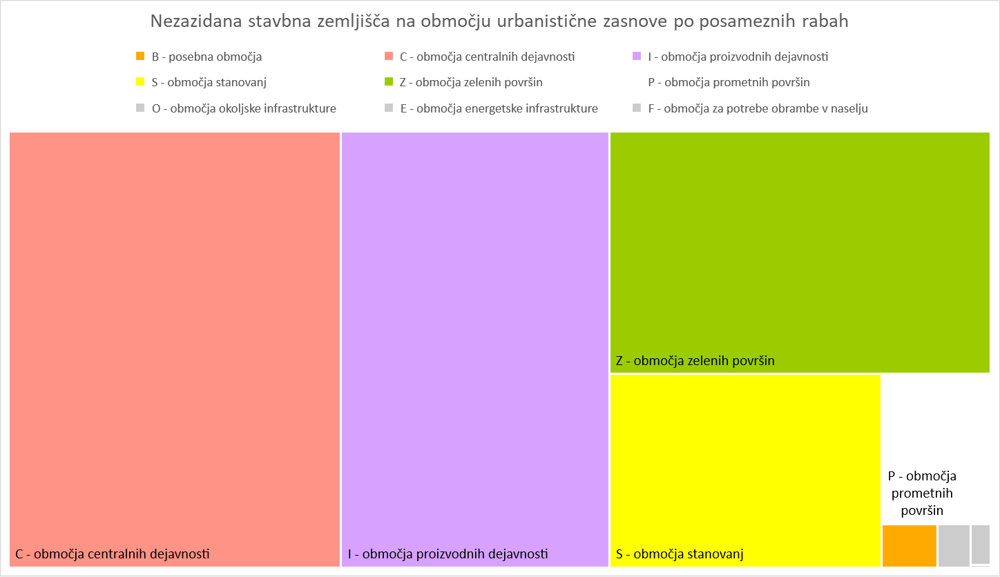 Nezazidana stavbna zemljišča na območju urbanistične zasnove po posameznih rabah
B - posebna območja
C - območja centralnih dejavnosti
I - območja proizvodnih dejavnosti
S - območja stanovanj
Z - območja zelenih površin
P - območja prometnih površin
O - območja okoljske infrastrukture
E - območja energetske infrastrukture
F - območja za potrebe obrambe v naselju
Z - območja zelenih površin
P - območja
prometnih
površin
C - območja centralnih dejavnosti
I - območja proizvodnih dejavnosti
S - območja stanovanj